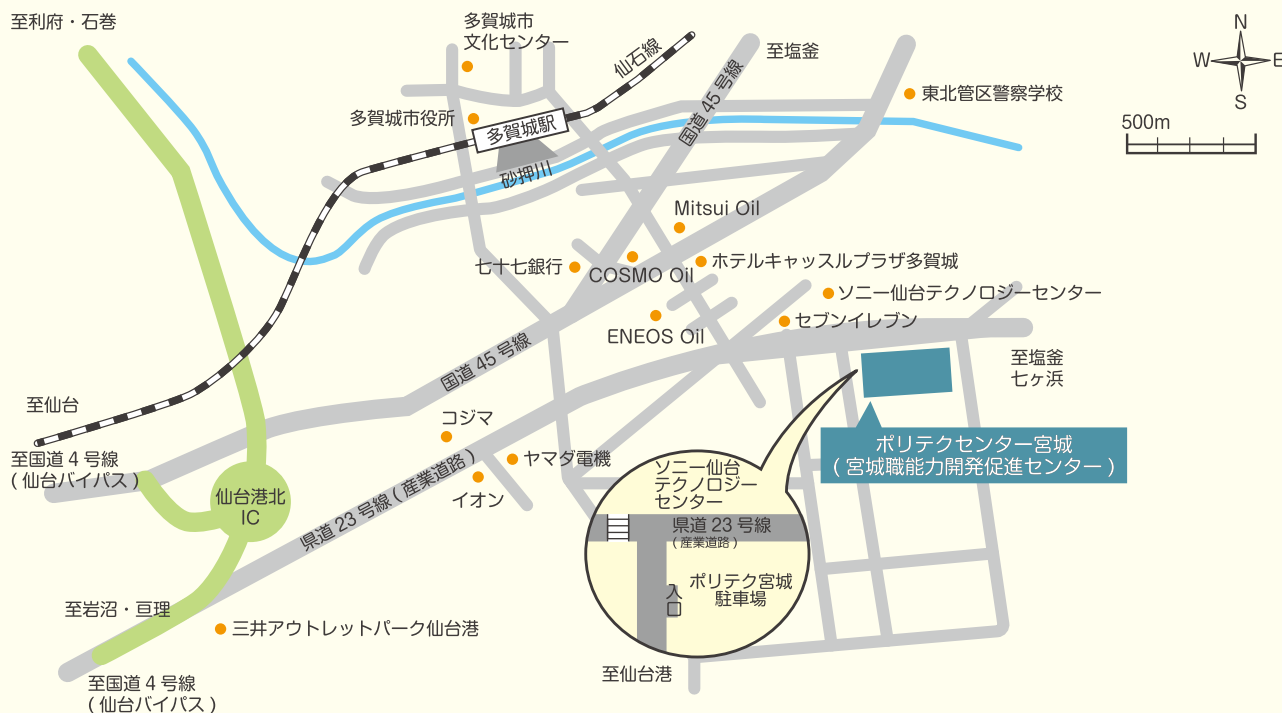 至利府・石巻
多賀城市
文化センター
仙石線
国道 45 号線
至塩釜
N
W
E
S
500m
東北管区警察学校
多賀城市役所
多賀城駅
砂押川
Mitsui Oil
七十七銀行
COSMO Oil
ホテルキャッスルプラザ多賀城
ENEOS Oil
ソニー仙台テクノロジーセンター
セブンイレブン
国道 45 号線
至塩釜
七ヶ浜
至仙台
コジマ
ヤマダ電機
イオン
至国道 4 号線
( 仙台バイパス )
仙台港北
IC
県道 23 号線 ( 産業道路 )
ポリテクセンター宮城
( 宮城職能力開発促進センター )
ソニー仙台
テクノロジー
センター
県道 23 号線
( 産業道路 )
入口
ポリテク宮城
駐車場
至岩沼・亘理
三井アウトレットパーク仙台港
至仙台港
至国道 4 号線
( 仙台バイパス )